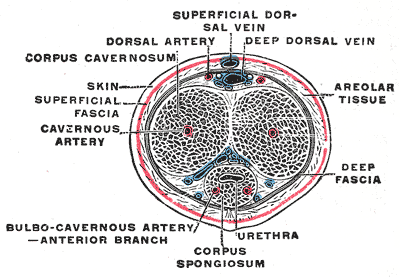 SUPERFICIAL DOR-
SAL VEIN
DORSAL ARTERY
DEEP DORSAL VEIN
CORPUS CAVERNOSUM
SKIN
SUPERFICIAL
FASCIA
CAVERNOUS
ARTERY
AREOLAR
TISSUE
DEEP
FASCIA
BULBO-CAVERNOUS ARTERY
—ANTERIOR BRANCH
URETHRA
CORPUS
SPONGIOSUM